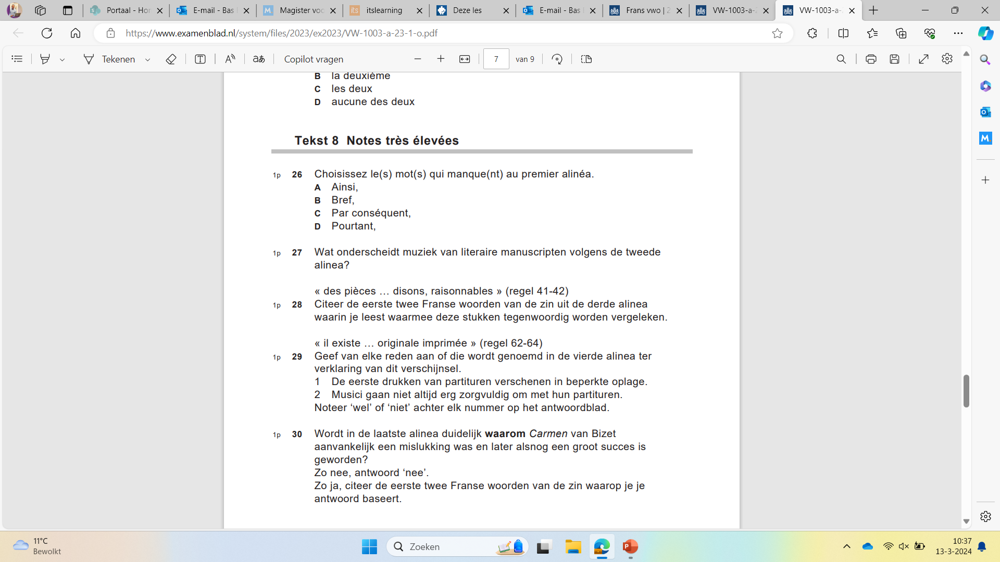 Portaal - Hor
E-mail - Bas
Magister voo
itslearning
Deze les
E-mail - Bas
Frans vwo | 2
VW-1003-a-2
VW-1003-a-2
https://www.examenblad.nl/system/files/2023/ex2023/VW-1003-a-23-1-o.pdf
Tekenen
Copilot vragen
7
van 9
B la deuxième
C les deux
D aucune des deux
Tekst 8 Notes très élevées
1p 26 Choisissez le(s) mot(s) qui manque(nt) au premier alinéa.
A Ainsi,
B Bref,
C Par conséquent,
D Pourtant,
1p 27 Wat onderscheidt muziek van literaire manuscripten volgens de tweede
alinea?
« des pièces … disons, raisonnables » (regel 41-42)
1p 28 Citeer de eerste twee Franse woorden van de zin uit de derde alinea
waarin je leest waarmee deze stukken tegenwoordig worden vergeleken.
« il existe … originale imprimée » (regel 62-64)
1p 29 Geef van elke reden aan of die wordt genoemd in de vierde alinea ter
verklaring van dit verschijnsel.
1 De eerste drukken van partituren verschenen in beperkte oplage.
2 Musici gaan niet altijd erg zorgvuldig om met hun partituren.
Noteer ‘wel’ of ‘niet’ achter elk nummer op het antwoordblad.
1p 30 Wordt in de laatste alinea duidelijk waarom Carmen van Bizet
aanvankelijk een mislukking was en later alsnog een groot succes is
geworden?
Zo nee, antwoord ‘nee’.
Zo ja, citeer de eerste twee Franse woorden van de zin waarop je je
antwoord baseert.
11°C
Bewolkt
Zoeken
10:37
13-3-2024